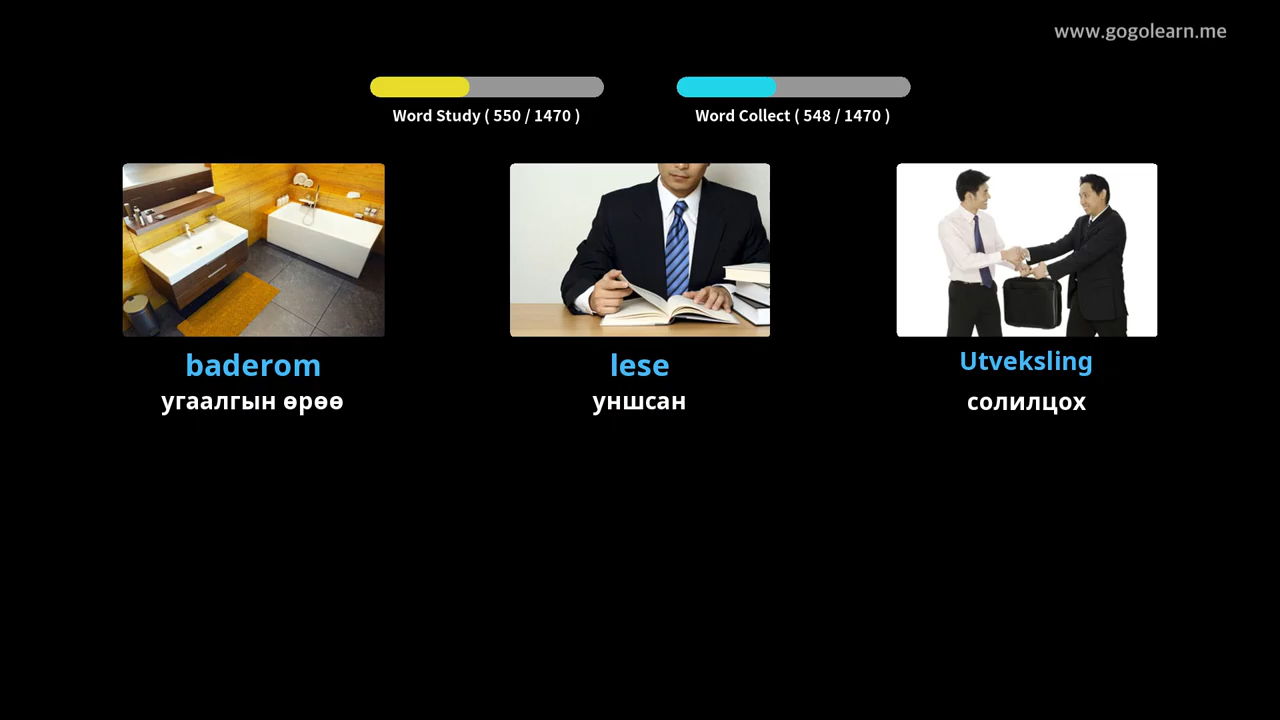 www.gogolearn.me
Word Study ( 550 / 1470 )
Word Collect ( 548 / 1470 )
baderom
угаалгын өрөө
lese
уншсан
Utveksling
солилцох